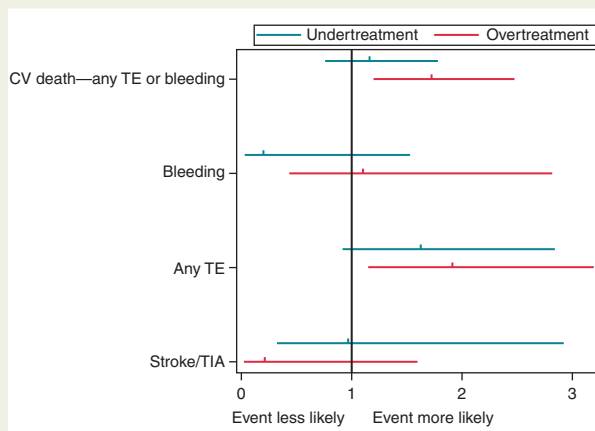 Undertreatment Overtreatment
CV death—any TE or bleeding
Bleeding
Any TE
Stroke/TIA
0 1 2 3
Event less likely Event more likely